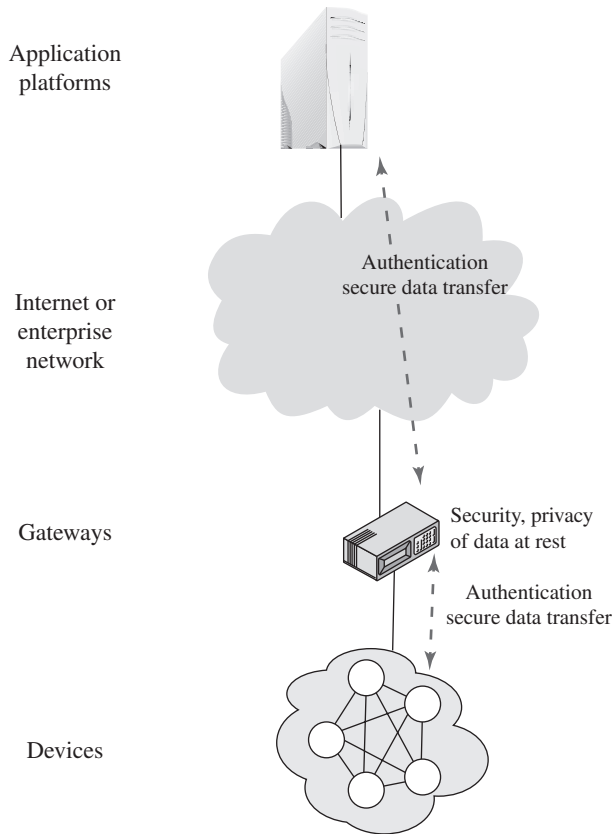 Application
platforms
Authentication
secure data transfer
Internet or
enterprise
network
Gateways
Security, privacy
of data at rest
Authentication
secure data transfer
Devices